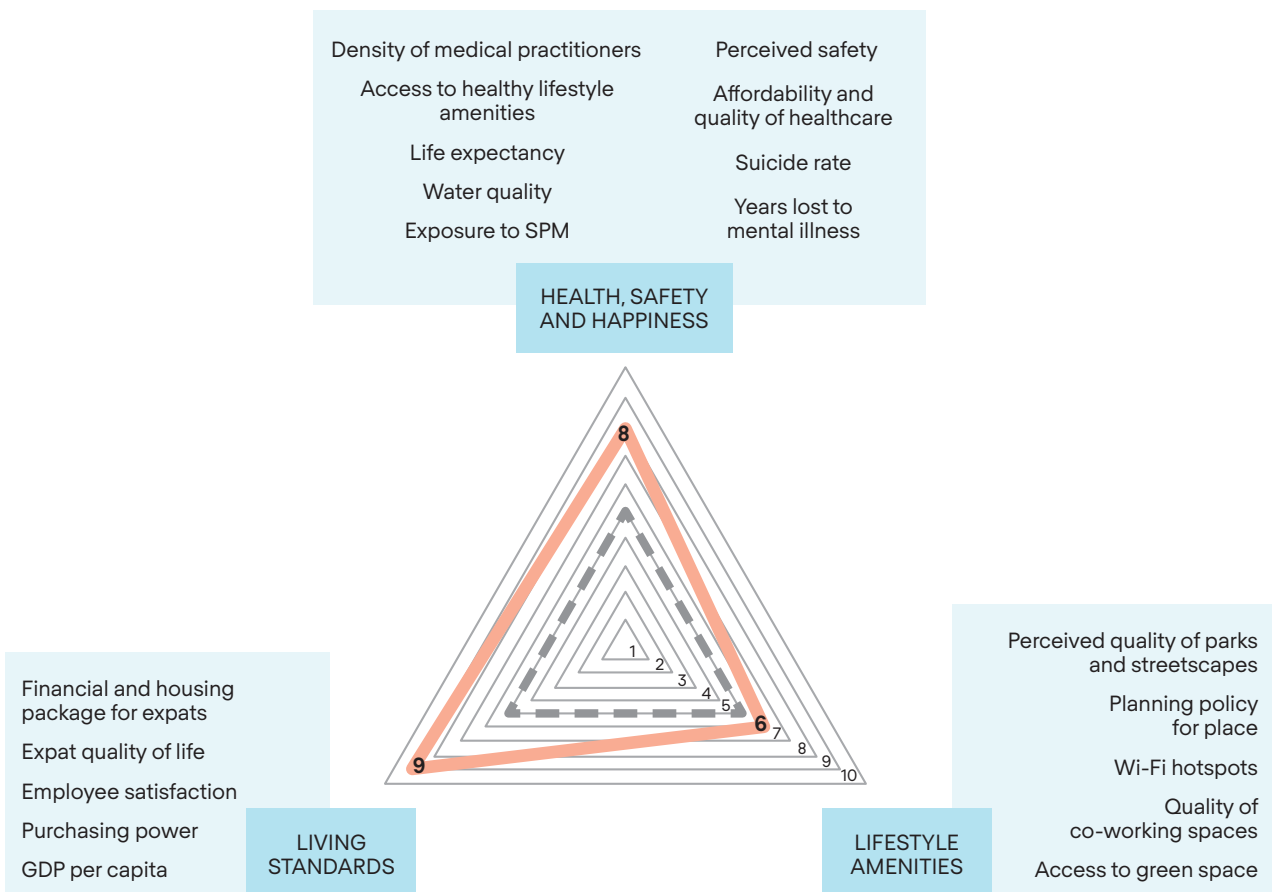 Density of medical practitioners
Access to healthy lifestyle
amenities
Life expectancy
Water quality
Exposure to SPM
Perceived safety
Affordability and
quality of healthcare
Suicide rate
Years lost to
mental illness
HEALTH, SAFETY
AND HAPPINESS
8
1
2
3
4
5
6
7
8
9
10
9
Financial and housing
package for expats
Expat quality of life
Employee satisfaction
Purchasing power
GDP per capita
LIVING
STANDARDS
Perceived quality of parks
and streetscapes
Planning policy
for place
Wi-Fi hotspots
Quality of
co-working spaces
Access to green space
LIFESTYLE
AMENITIES